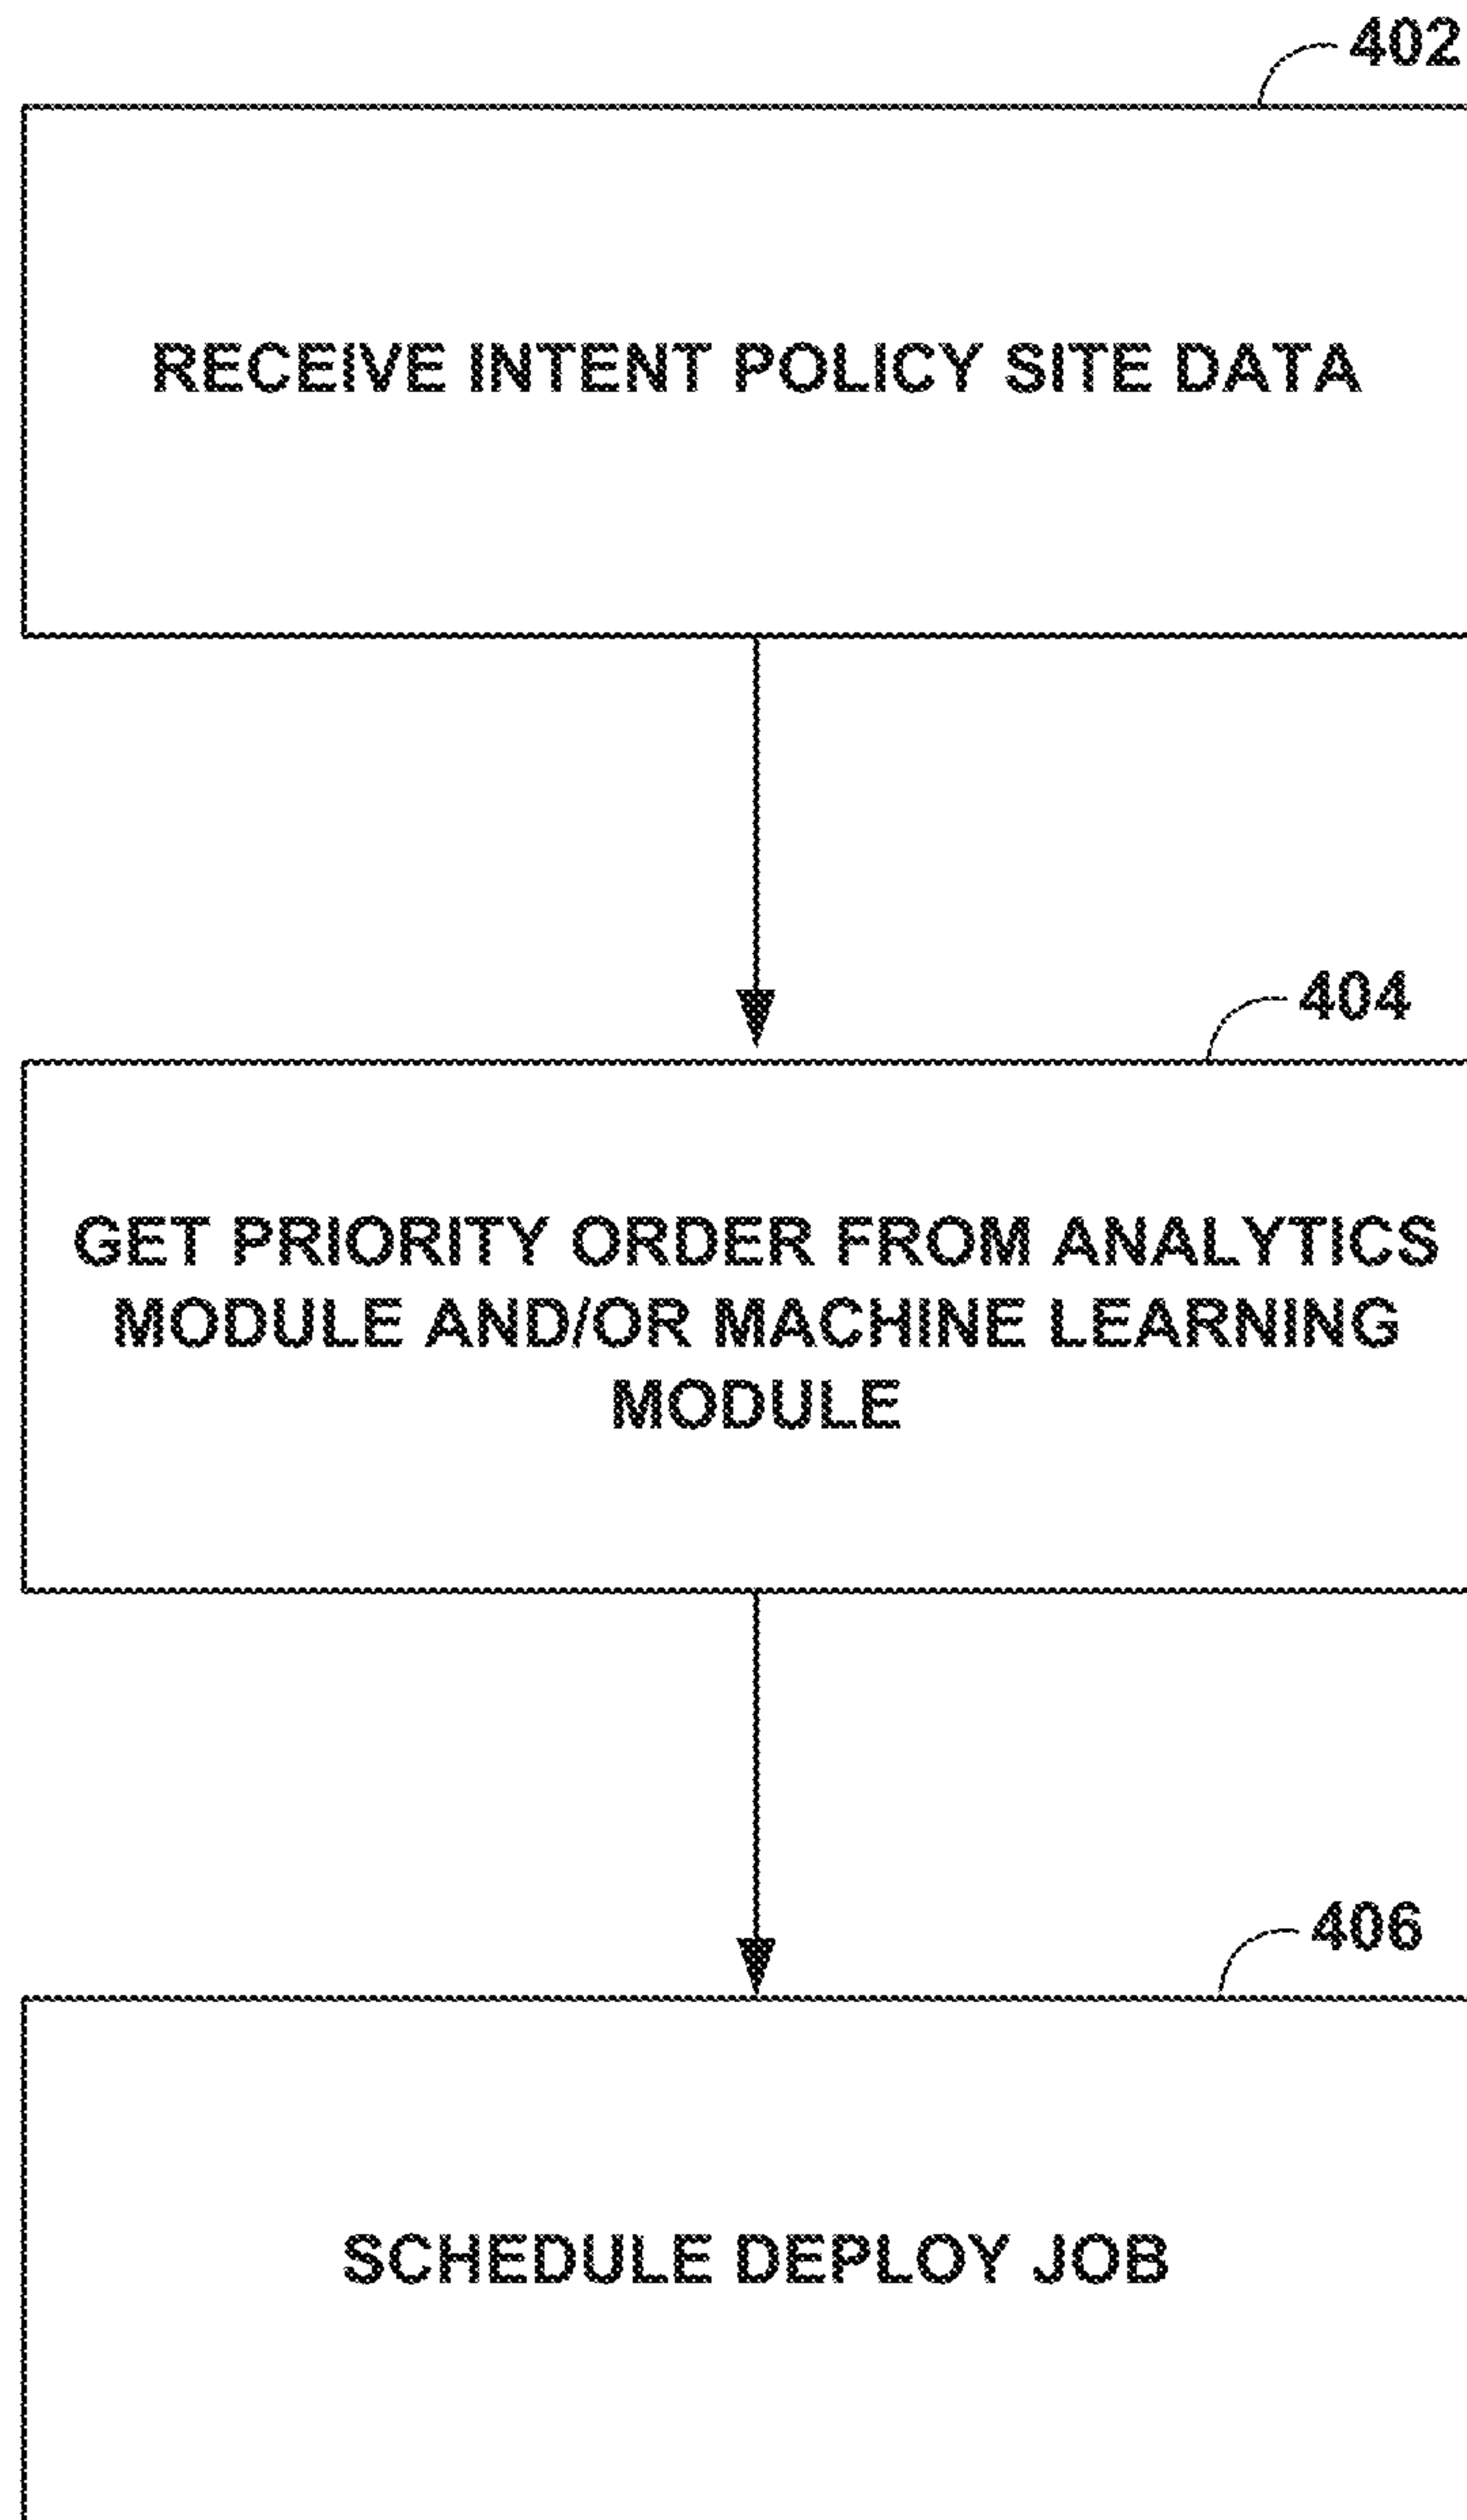 402
RECEIVE INTENT POLICY SITE DATA
404
GET PRIORITY ORDER FROM ANALYTICS
MODULE AND/OR MACHINE LEARNING
MODULE
406
SCHEDULE DEPLOY JOB